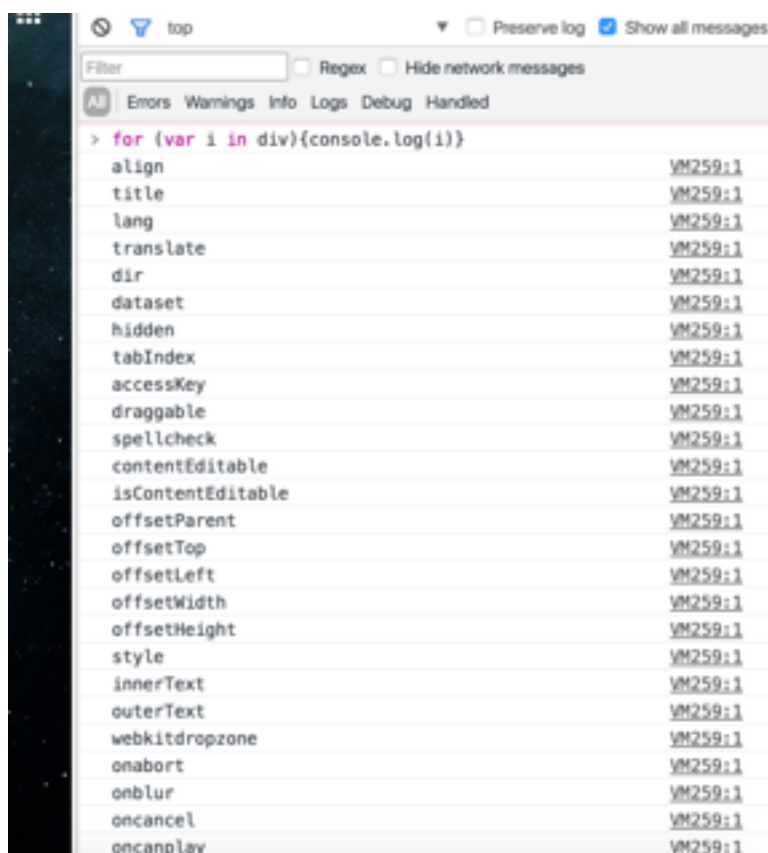 top ▼ Preserve log Show all messages
Filter Regex Hide network messages
All Errors Warnings Info Logs Debug Handled
> for (var i in div){console.log(i)}
align VM259:1
title VM259:1
lang VM259:1
translate VM259:1
dir VM259:1
dataset VM259:1
hidden VM259:1
tabIndex VM259:1
accessKey VM259:1
draggable VM259:1
spellcheck VM259:1
contentEditable VM259:1
isContentEditable VM259:1
offsetParent VM259:1
offsetTop VM259:1
offsetLeft VM259:1
offsetWidth VM259:1
offsetHeight VM259:1
style VM259:1
innerText VM259:1
outerText VM259:1
webkitdropzone VM259:1
onabort VM259:1
onblur VM259:1
oncancel VM259:1
oncanplay VM259:1